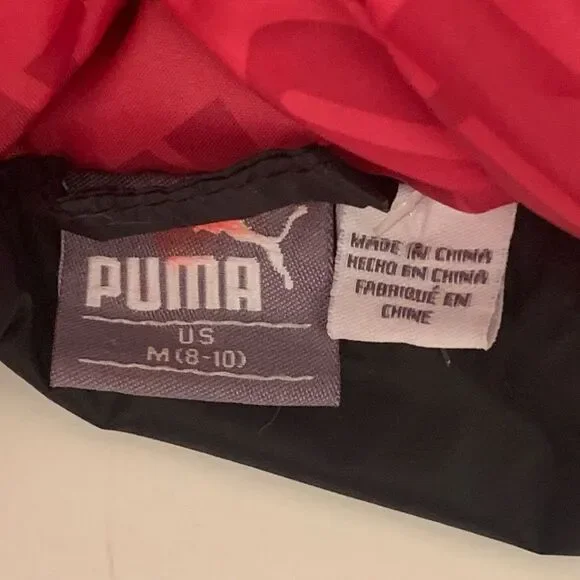 PUMA
US
M (8-10)
MADE IN CHINA
HECHO EN CHINA
FABRIQUÉ EN
CHINE